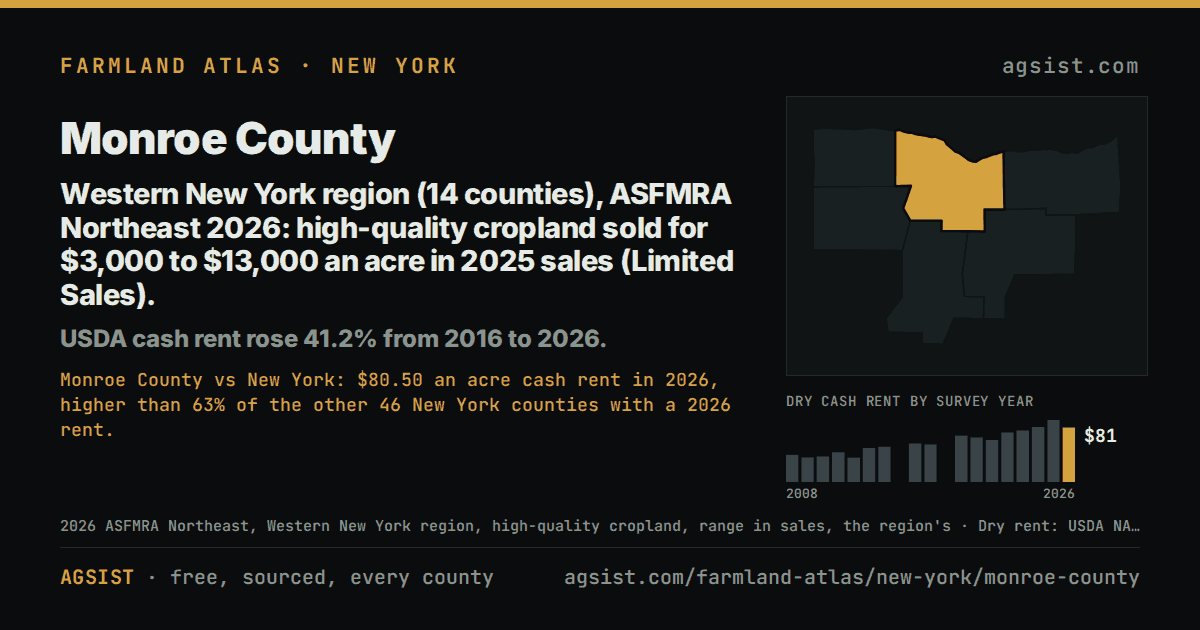 FARMLAND ATLAS · NEW YORK
agsist.com
Monroe County
Western New York region (14 counties), ASFMRA
Northeast 2026: high-quality cropland sold for
$3,000 to $13,000 an acre in 2025 sales (Limited
Sales).
USDA cash rent rose 41.2% from 2016 to 2026.
Monroe County vs New York: $80.50 an acre cash rent in 2026,
higher than 63% of the other 46 New York counties with a 2026
rent.
DRY CASH RENT BY SURVEY YEAR
$81
2008
2026
2026 ASFMRA Northeast, Western New York region, high-quality cropland, range in sales, the region's · Dry rent: USDA NA…
AGSIST · free, sourced, every county
agsist.com/farmland-atlas/new-york/monroe-county